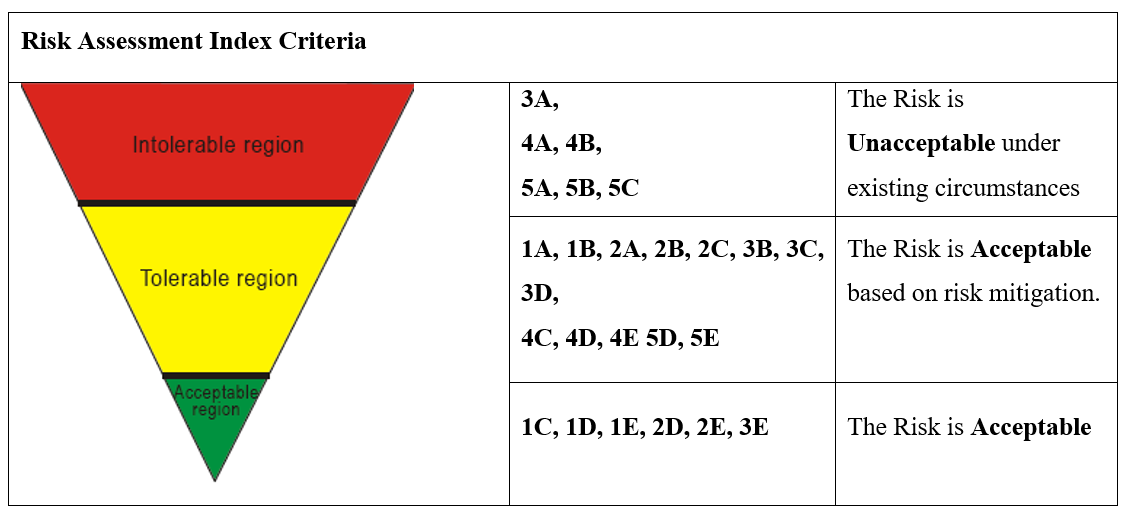 Risk Assessment Index Criteria
Intolerable region
Tolerable region
Acceptable
region
3A,
4A, 4B,
5A, 5B, 5C
The Risk is
Unacceptable under
existing circumstances
1A, 1B, 2A, 2B, 2C, 3B, 3C,
3D,
4C, 4D, 4E 5D, 5E
The Risk is Acceptable
based on risk mitigation.
1C, 1D, 1E, 2D, 2E, 3E
The Risk is Acceptable